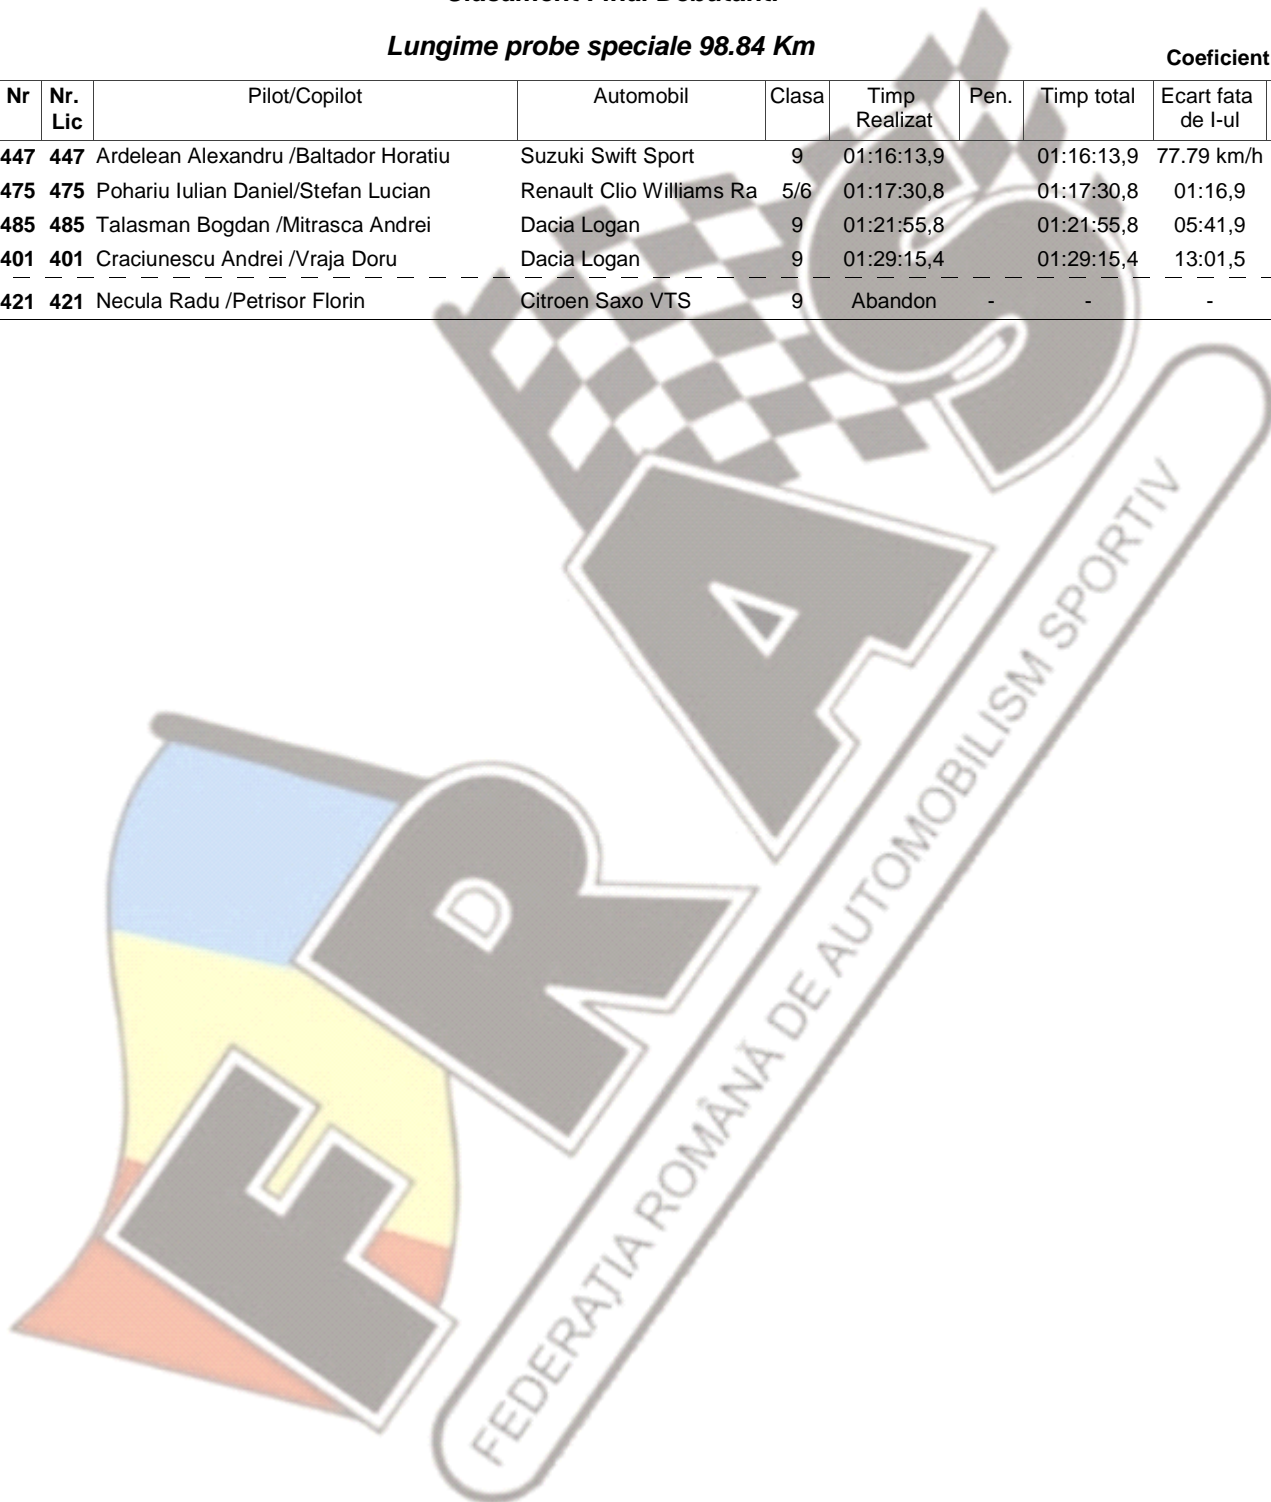 Clasament Final Debutanti
Lungime probe speciale 98.84 Km
Coeficient
Nr Nr. Lic Pilot/Copilot Automobil Clasa Timp Realizat Pen. Timp total Ecart fata de I-ul
447 447 Ardelean Alexandru /Baltador Horatiu Suzuki Swift Sport 9 01:16:13,9 01:16:13,9 77.79 km/h
475 475 Pohariu Iulian Daniel/Stefan Lucian Renault Clio Williams Ra 5/6 01:17:30,8 01:17:30,8 01:16,9
485 485 Talasman Bogdan /Mitrasca Andrei Dacia Logan 9 01:21:55,8 01:21:55,8 05:41,9
401 401 Craciunescu Andrei /Vraja Doru Dacia Logan 9 01:29:15,4 01:29:15,4 13:01,5
421 421 Necula Radu /Petrisor Florin Citroen Saxo VTS 9 Abandon - - -
FRAS
FEDERAȚIA ROMÂNĂ DE AUTOMOBILISM SPORTIV